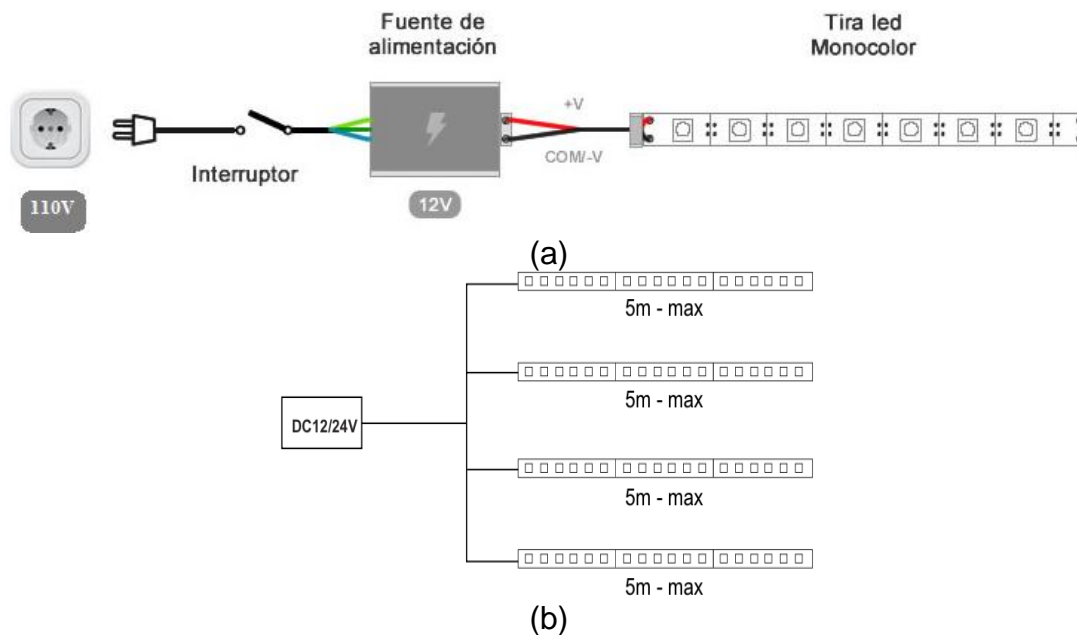 Fuente de
alimentación
Tira led
Monocolor
+V
COM/-V
Interruptor
110V
12V
(a)
5m - max
5m - max
DC12/24V
5m - max
5m - max
(b)